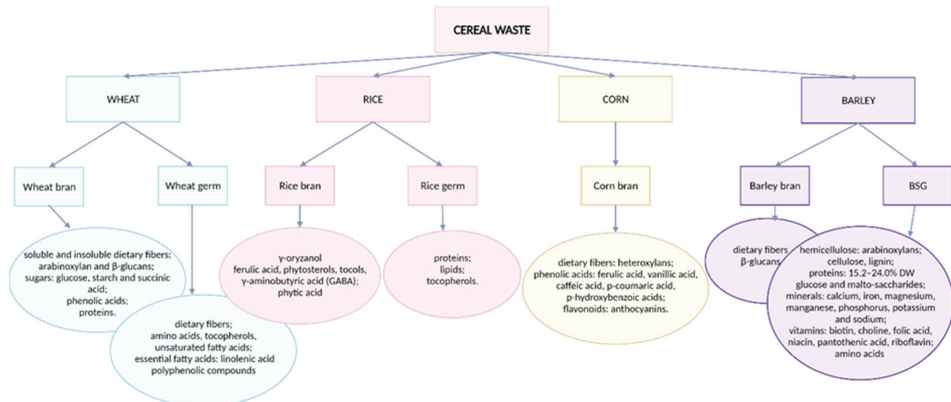 CEREAL WASTE
WHEAT
RICE
CORN
BARLEY
Wheat bran
Wheat germ
Rice bran
Rice germ
Corn bran
Barley bran
BSG
soluble and insoluble dietary fibers:
arabinoxylan and β-glucans;
sugars: glucose, starch and succinic
acid;
phenolic acids;
proteins.
dietary fibers;
amino acids, tocopherols,
unsaturated fatty acids;
essential fatty acids: linolenic acid
polyphenolic compounds
γ-oryzanol
ferulic acid, phytosterols, tocols,
γ-aminobutyric acid (GABA);
phytic acid
proteins;
lipids;
tocopherols.
dietary fibers: heteroxylans;
phenolic acids: ferulic acid, vanillic acid,
caffeic acid, p-coumaric acid,
p-hydroxybenzoic acids;
flavonoids: anthocyanins.
dietary fibers
β-glucans
hemicellulose: arabinoxylans;
cellulose, lignin;
proteins: 15.2–24.0% DW
glucose and malto-saccharides;
minerals: calcium, iron, magnesium,
manganese, phosphorus, potassium
and sodium;
vitamins: biotin, choline, folic acid,
niacin, pantothenic acid, riboflavin;
amino acids